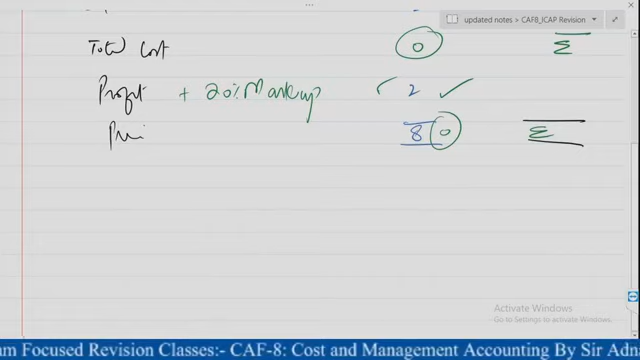 updated notes > CAF8_ICAP Revision
Total Cost 0 Σ
Profit + 20% Markup 2
Pri 8 0 Σ
Activate Windows
Go to Settings to activate Windows.
am Focused Revision Classes:- CAF-8: Cost and Management Accounting By Sir Adn